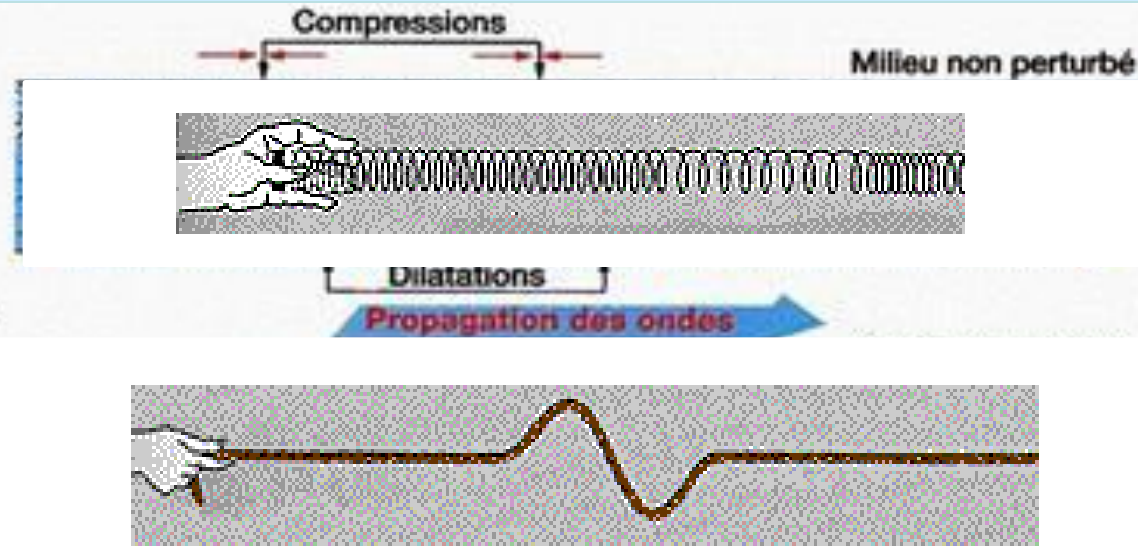 Compressions
Milieu non perturbé
Dilatations
Propagation des ondes